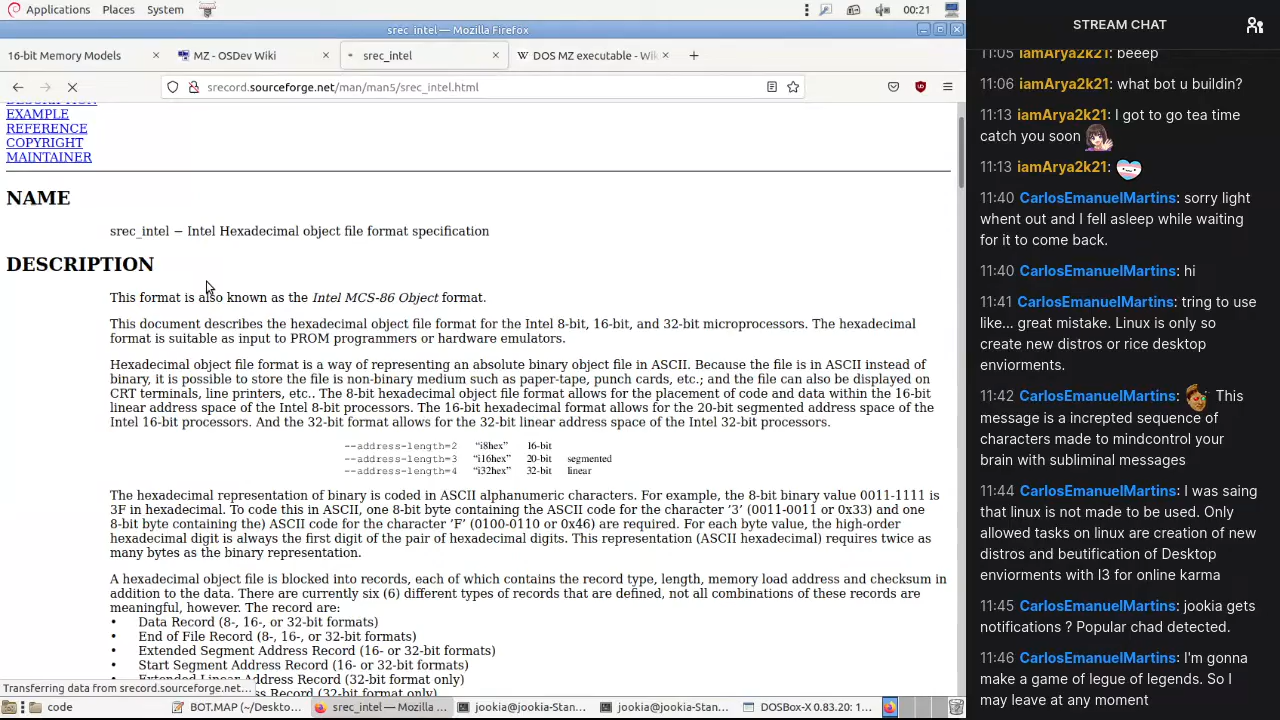 Applications Places System 00:21
srec_intel — Mozilla Firefox
16-bit Memory Models × MZ - OSDev Wiki × srec_intel × W DOS MZ executable - Wik × +
srecord.sourceforge.net/man/man5/srec_intel.html
DESCRIPTION
EXAMPLE
REFERENCE
COPYRIGHT
MAINTAINER
NAME
srec_intel − Intel Hexadecimal object file format specification
DESCRIPTION
This format is also known as the Intel MCS-86 Object format.
This document describes the hexadecimal object file format for the Intel 8-bit, 16-bit, and 32-bit microprocessors. The hexadecimal
format is suitable as input to PROM programmers or hardware emulators.
Hexadecimal object file format is a way of representing an absolute binary object file in ASCII. Because the file is in ASCII instead of
binary, it is possible to store the file is non-binary medium such as paper-tape, punch cards, etc.; and the file can also be displayed on
CRT terminals, line printers, etc.. The 8-bit hexadecimal object file format allows for the placement of code and data within the 16-bit
linear address space of the Intel 8-bit processors. The 16-bit hexadecimal format allows for the 20-bit segmented address space of the
Intel 16-bit processors. And the 32-bit format allows for the 32-bit linear address space of the Intel 32-bit processors.
--address-length=2 “i8hex” 16-bit
--address-length=3 “i16hex” 20-bit segmented
--address-length=4 “i32hex” 32-bit linear
The hexadecimal representation of binary is coded in ASCII alphanumeric characters. For example, the 8-bit binary value 0011-1111 is
3F in hexadecimal. To code this in ASCII, one 8-bit byte containing the ASCII code for the character ’3’ (0011-0011 or 0x33) and one
8-bit byte containing the) ASCII code for the character ’F’ (0100-0110 or 0x46) are required. For each byte value, the high-order
hexadecimal digit is always the first digit of the pair of hexadecimal digits. This representation (ASCII hexadecimal) requires twice as
many bytes as the binary representation.
A hexadecimal object file is blocked into records, each of which contains the record type, length, memory load address and checksum in
addition to the data. There are currently six (6) different types of records that are defined, not all combinations of these records are
meaningful, however. The record are:
• Data Record (8-, 16-, or 32-bit formats)
• End of File Record (8-, 16-, or 32-bit formats)
• Extended Segment Address Record (16- or 32-bit formats)
• Start Segment Address Record (16- or 32-bit formats)
• Extended Linear Address Record (32-bit format only)
Record (32-bit format only)
Transferring data from srecord.sourceforge.net…
code BOT.MAP (~/Deskto... srec_intel — Mozilla ... jookia@jookia-Stan... jookia@jookia-Stan... DOSBox-X 0.83.20: 1...
STREAM CHAT
11:05 iamArya2k21: beeep
11:06 iamArya2k21: what bot u buildin?
11:13 iamArya2k21: I got to go tea time
catch you soon
11:13 iamArya2k21:
11:40 CarlosEmanuelMartins: sorry light
whent out and I fell asleep while waiting
for it to come back.
11:40 CarlosEmanuelMartins: hi
11:41 CarlosEmanuelMartins: tring to use
like... great mistake. Linux is only so
create new distros or rice desktop
enviorments.
11:42 CarlosEmanuelMartins: This
message is a increpted sequence of
characters made to mindcontrol your
brain with subliminal messages
11:44 CarlosEmanuelMartins: I was saing
that linux is not made to be used. Only
allowed tasks on linux are creation of new
distros and beutification of Desktop
enviorments with I3 for online karma
11:45 CarlosEmanuelMartins: jookia gets
notifications ? Popular chad detected.
11:46 CarlosEmanuelMartins: I'm gonna
make a game of legue of legends. So I
may leave at any moment